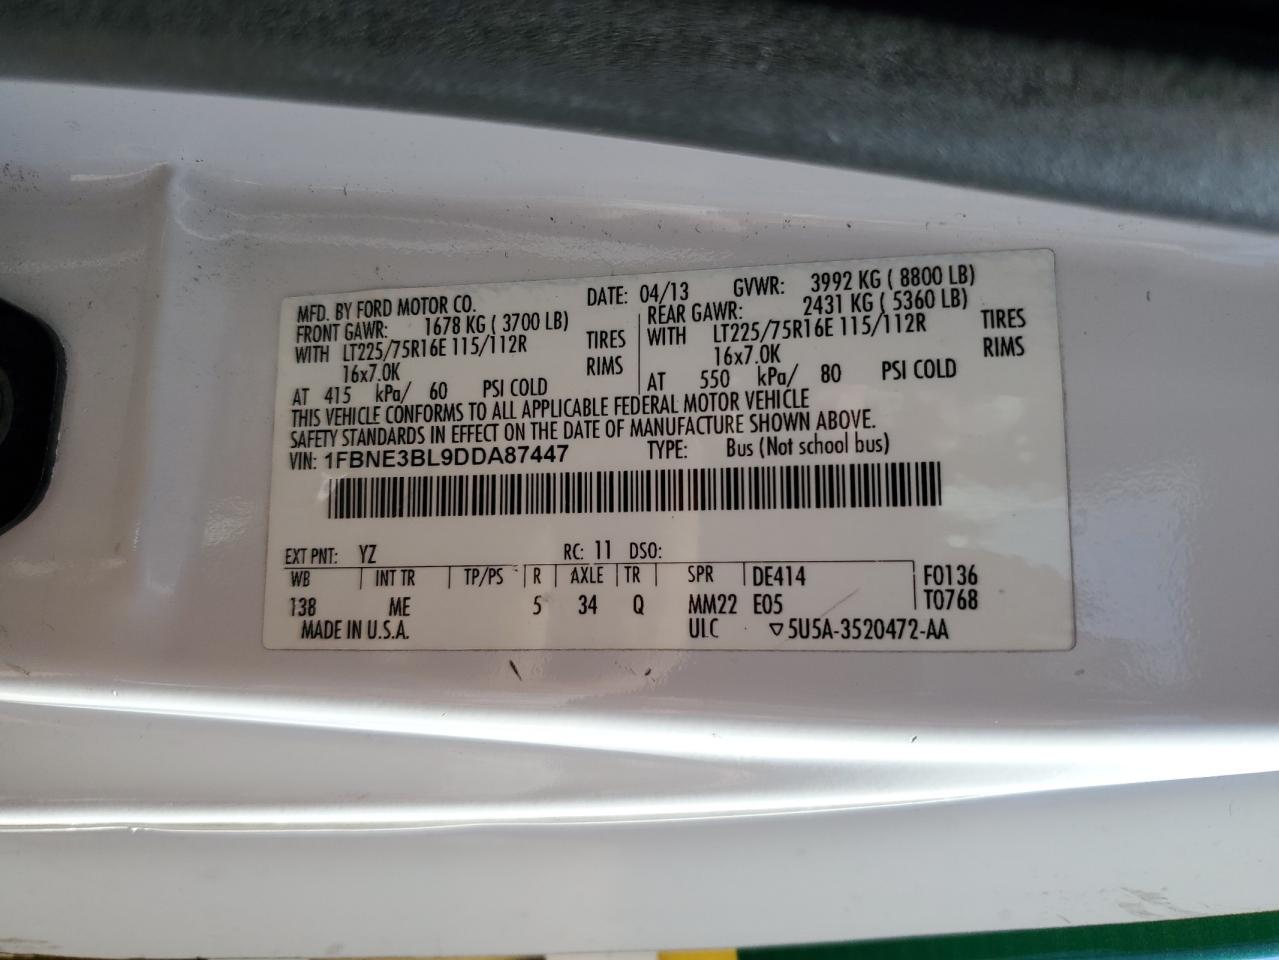 MFD. BY FORD MOTOR CO. DATE: 04/13 GVWR: 3992 KG ( 8800 LB)
FRONT GAWR: 1678 KG ( 3700 LB) REAR GAWR: 2431 KG ( 5360 LB)
WITH LT225/75R16E 115/112R TIRES WITH LT225/75R16E 115/112R TIRES
16x7.0K RIMS 16x7.0K RIMS
AT 415 kPa/ 60 PSI COLD AT 550 kPa/ 80 PSI COLD
THIS VEHICLE CONFORMS TO ALL APPLICABLE FEDERAL MOTOR VEHICLE
SAFETY STANDARDS IN EFFECT ON THE DATE OF MANUFACTURE SHOWN ABOVE.
VIN: 1FBNE3BL9DDA87447 TYPE: Bus (Not school bus)
EXT PNT: YZ RC: 11 DSO:
WB INT TR TP/PS R AXLE TR SPR DE414 F0136
138 ME 5 34 Q MM22 E05 T0768
MADE IN U.S.A. ULC ▽5U5A-3520472-AA